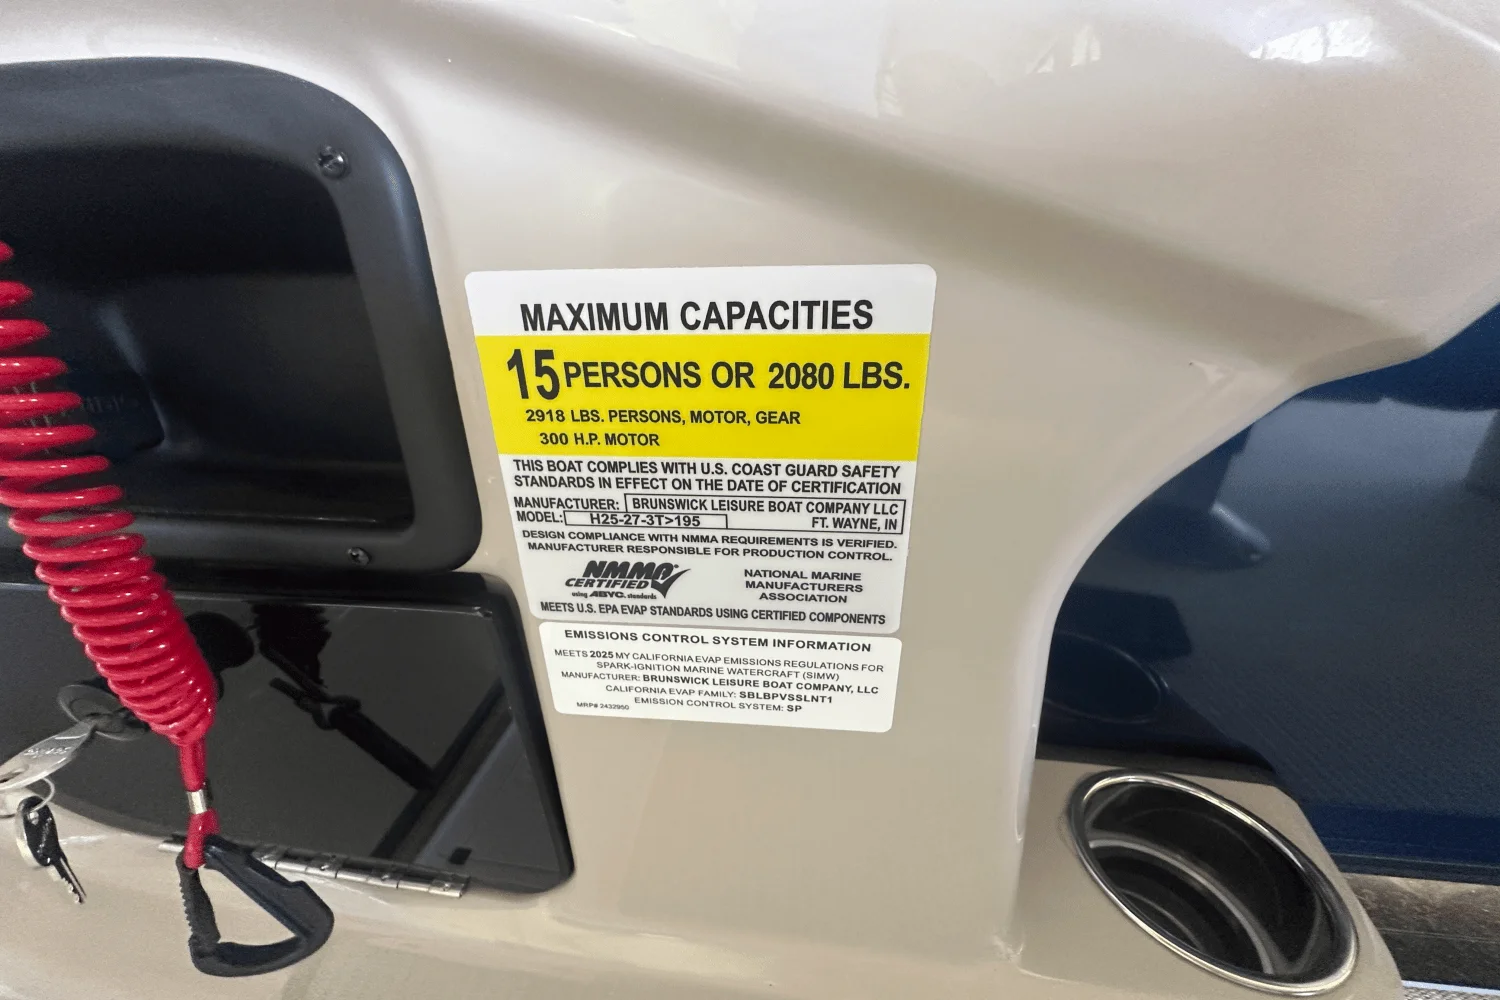 MAXIMUM CAPACITIES
15 PERSONS OR 2080 LBS.
2918 LBS. PERSONS, MOTOR, GEAR
300 H.P. MOTOR
THIS BOAT COMPLIES WITH U.S. COAST GUARD SAFETY
STANDARDS IN EFFECT ON THE DATE OF CERTIFICATION
MANUFACTURER: BRUNSWICK LEISURE BOAT COMPANY LLC
MODEL: H25-27-3T>195 FT. WAYNE, IN
DESIGN COMPLIANCE WITH NMMA REQUIREMENTS IS VERIFIED.
MANUFACTURER RESPONSIBLE FOR PRODUCTION CONTROL.
NMMA
CERTIFIED
using ABYC. standards
NATIONAL MARINE
MANUFACTURERS
ASSOCIATION
MEETS U.S. EPA EVAP STANDARDS USING CERTIFIED COMPONENTS
EMISSIONS CONTROL SYSTEM INFORMATION
MEETS 2025 MY CALIFORNIA EVAP EMISSIONS REGULATIONS FOR
SPARK-IGNITION MARINE WATERCRAFT (SIMW)
MANUFACTURER: BRUNSWICK LEISURE BOAT COMPANY, LLC
CALIFORNIA EVAP FAMILY: SBLBPVSSLNT1
EMISSION CONTROL SYSTEM: SP
MRP# 2432950